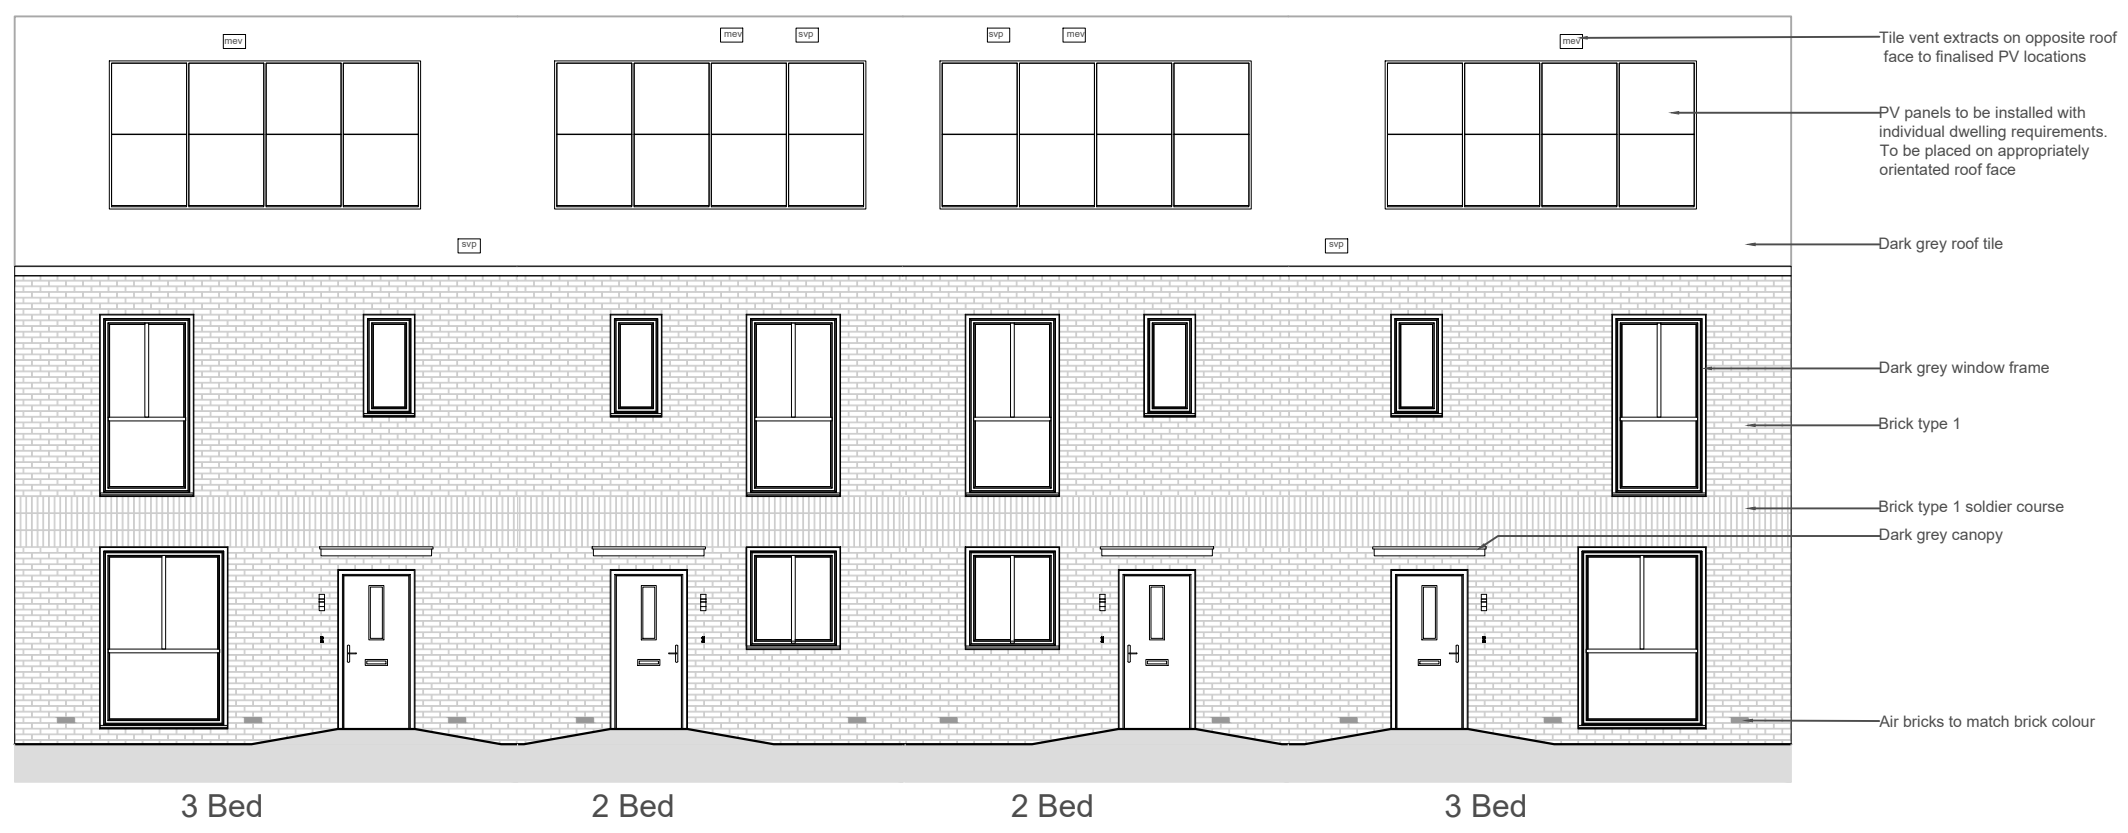 mev
mev
svp
svp
mev
mev
Tile vent extracts on opposite roof
face to finalised PV locations
PV panels to be installed with
individual dwelling requirements.
To be placed on appropriately
orientated roof face
svp
svp
Dark grey roof tile
Dark grey window frame
Brick type 1
Brick type 1 soldier course
Dark grey canopy
Air bricks to match brick colour
3 Bed
2 Bed
2 Bed
3 Bed